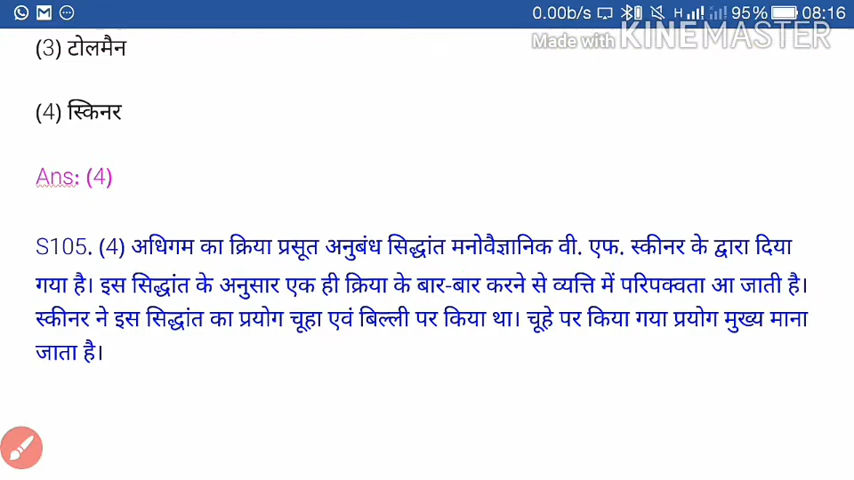 0.00b/s H 95% 08:16
Made with KINEMASTER
(3) टोलमैन
(4) स्किनर
Ans: (4)
S105. (4) अधिगम का क्रिया प्रसूत अनुबंध सिद्धांत मनोवैज्ञानिक वी. एफ. स्कीनर के द्वारा दिया
गया है। इस सिद्धांत के अनुसार एक ही क्रिया के बार-बार करने से व्यत्ति में परिपक्वता आ जाती है।
स्कीनर ने इस सिद्धांत का प्रयोग चूहा एवं बिल्ली पर किया था। चूहे पर किया गया प्रयोग मुख्य माना
जाता है।